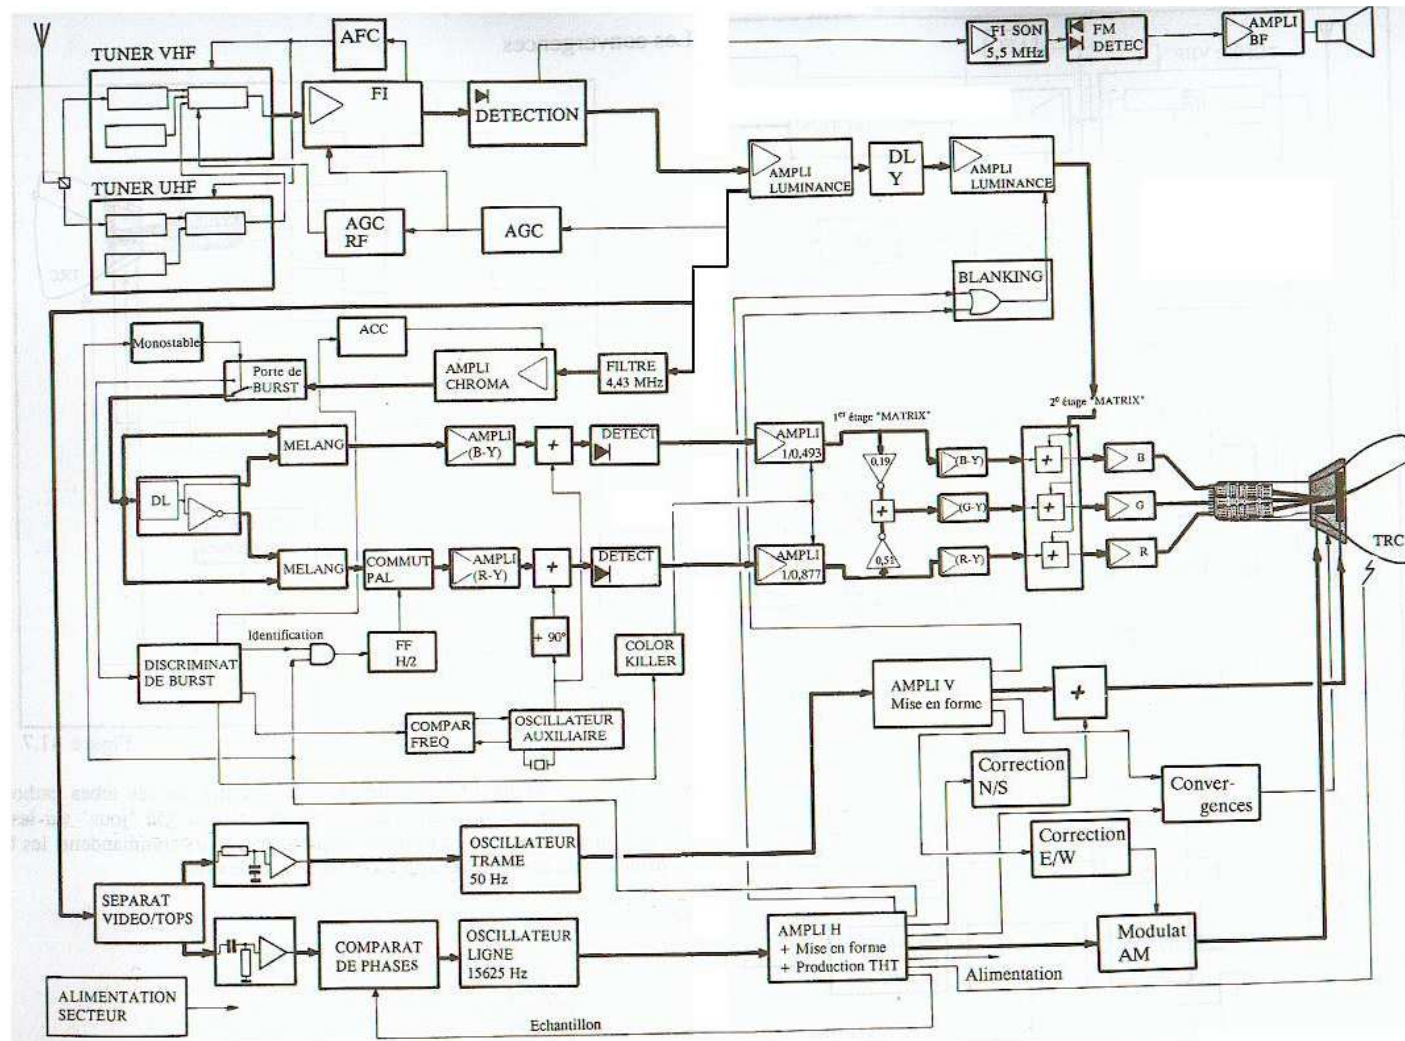 Les convergences
AFC
TUNER VHF
FI
DETECTION
FI SON
5,5 MHz
FM
DETEC
AMPLI
BF
TUNER UHF
AGC
RF
AGC
AMPLI
LUMINANCE
DL
Y
AMPLI
LUMINANCE
BLANKING
Monostable
ACC
Porte de
BURST
AMPLI
CHROMA
FILTRE
4,43 MHz
1er étage "MATRIX"
2e étage "MATRIX"
MELANG
AMPLI
(B-Y)
+
DETECT
AMPLI
1/0,493
0,19
(B-Y)
+
B
DL
+
(G-Y)
+
G
TRC
MELANG
COMMUT
PAL
AMPLI
(R-Y)
+
DETECT
AMPLI
1/0,877
0,51
(R-Y)
+
R
Identification
DISCRIMINAT
DE BURST
FF
H/2
+ 90°
COLOR
KILLER
COMPAR
FREQ
OSCILLATEUR
AUXILIAIRE
AMPLI V
Mise en forme
+
Correction
N/S
Conver-
gences
Correction
E/W
OSCILLATEUR
TRAME
50 Hz
SEPARAT
VIDEO/TOPS
COMPARAT
DE PHASES
OSCILLATEUR
LIGNE
15625 Hz
AMPLI H
+ Mise en forme
+ Production THT
Modulat
AM
Alimentation
ALIMENTATION
SECTEUR
Echantillon